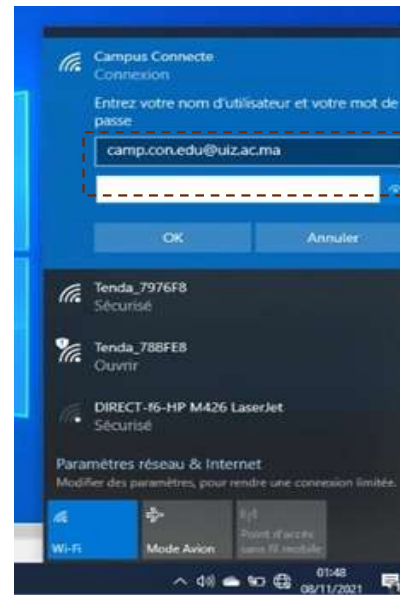 Campus Connecte
Connexion
Entrez votre nom d'utilisateur et votre mot de
passe
camp.con.edu@uiz.ac.ma
OK
Annuler
Tenda_7976F8
Sécurisé
Tenda_788FE8
Ouvrir
DIRECT-f6-HP M426 LaserJet
Sécurisé
Paramètres réseau & Internet
Modifier des paramètres, pour rendre une connexion limitée.
Wi-Fi
Mode Avion
Point d'accès
sans fil mobile
01:48
08/11/2021